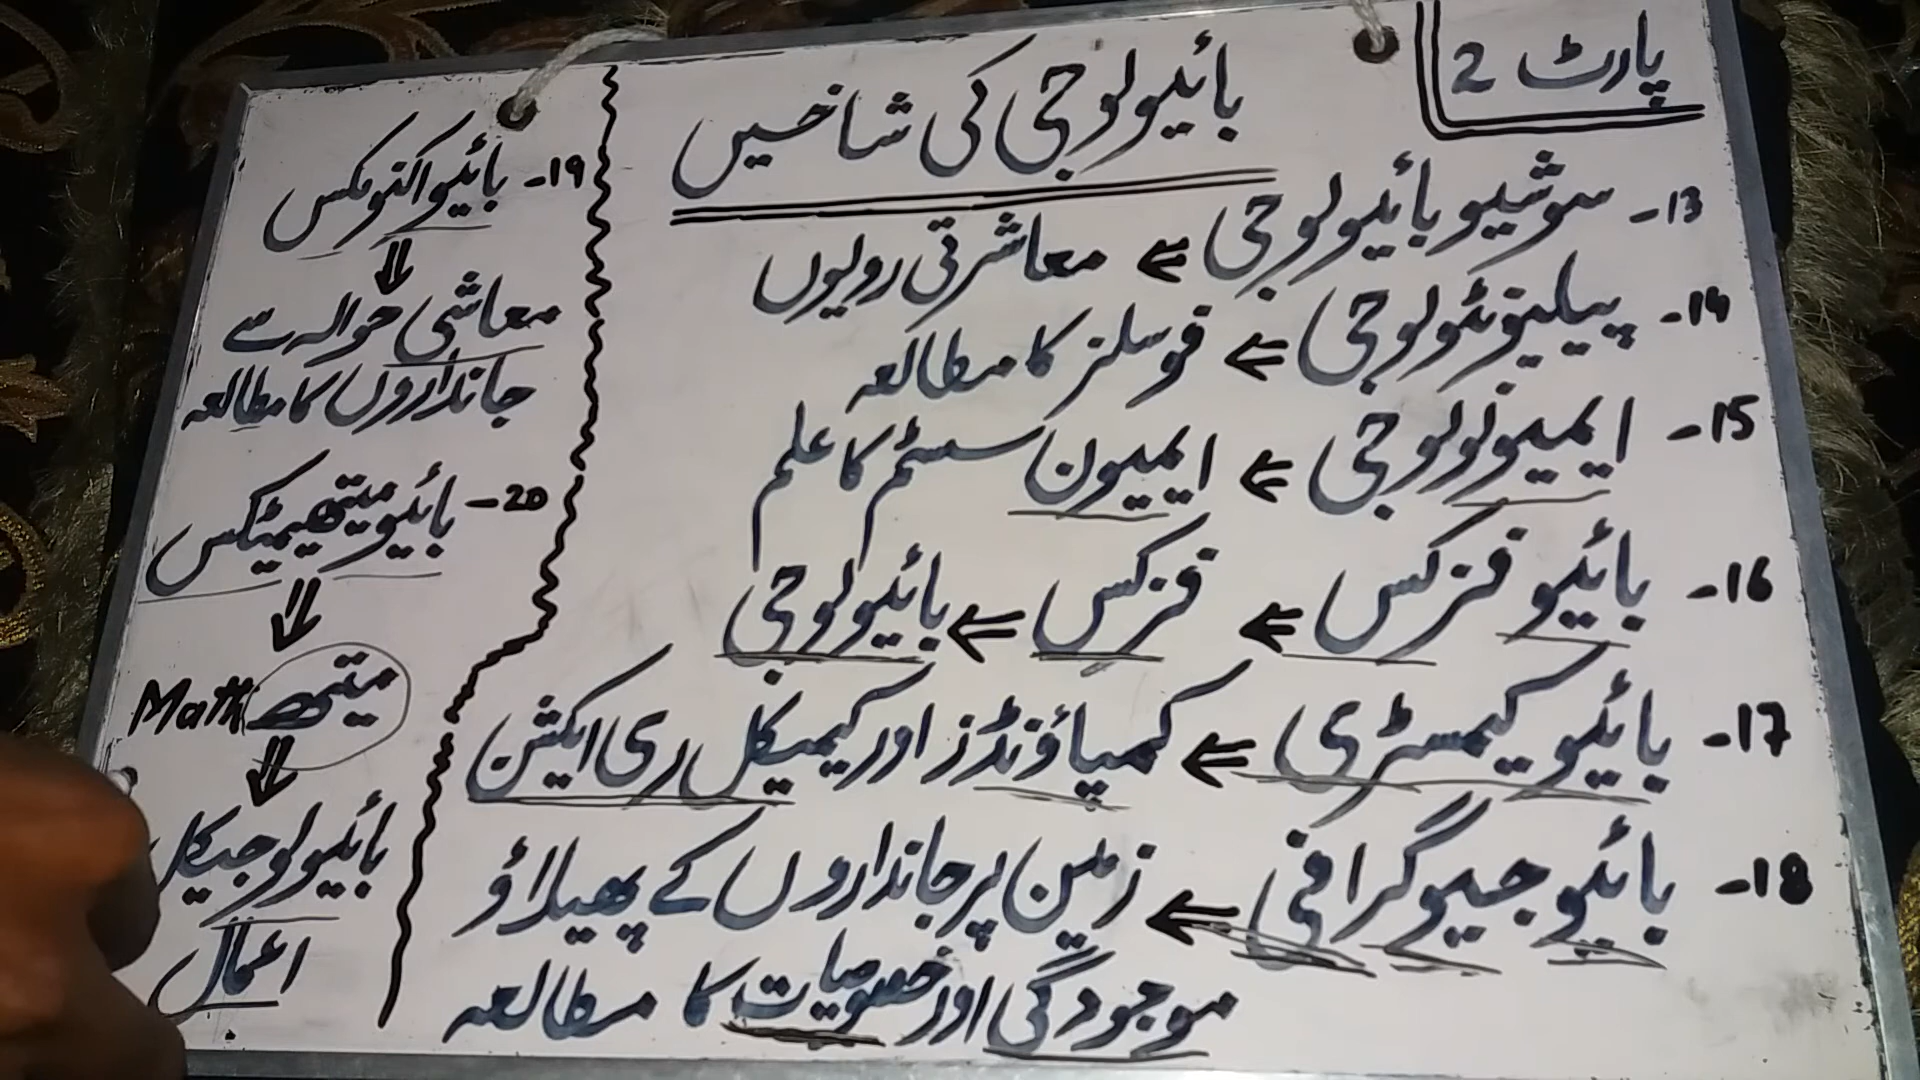 پارٹ 2
بائیولوجی کی شاخیں
13- سوشیو بائیولوجی ⇐ معاشرتی رویوں
14- پیلینٹولوجی ⇐ فوسلز کا مطالعہ
15- ایمیونولوجی ⇐ ایمیون سسٹم کا علم
16- بائیو فزکس ⇐ فزکس ⇐ بائیولوجی
17- بائیو کیمسٹری ⇐ کمپاؤنڈز اور کیمیکل ری ایکشن
18- بائیو جیوگرافی ⇐ زمین پر جانداروں کے پھیلاؤ
موجودگی اور خصوصیات کا مطالعہ
19- بائیو اکنومکس
⇓
معاشی حوالہ سے
جانداروں کا مطالعہ
20- بائیو میتھیمیٹکس
⇓
میتھ Math
⇓
بائیولوجیکل
اعمال